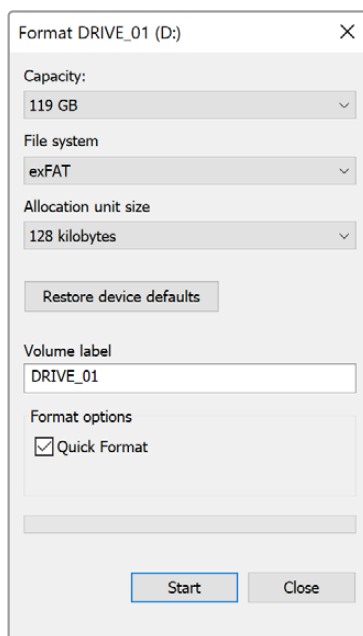 Format DRIVE_01 (D:)
Capacity:
119 GB
File system
exFAT
Allocation unit size
128 kilobytes
Restore device defaults
Volume label
DRIVE_01
Format options
Quick Format
Start Close